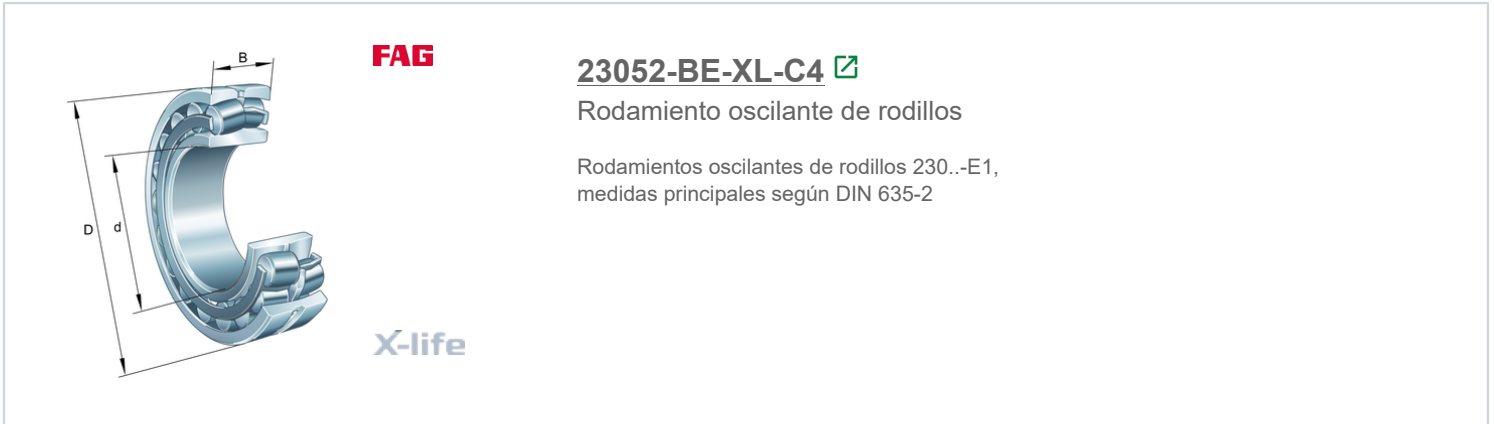 B
FAG
D
d
X-life
23052-BE-XL-C4
Rodamiento oscilante de rodillos
Rodamientos oscilantes de rodillos 230..-E1,
medidas principales según DIN 635-2